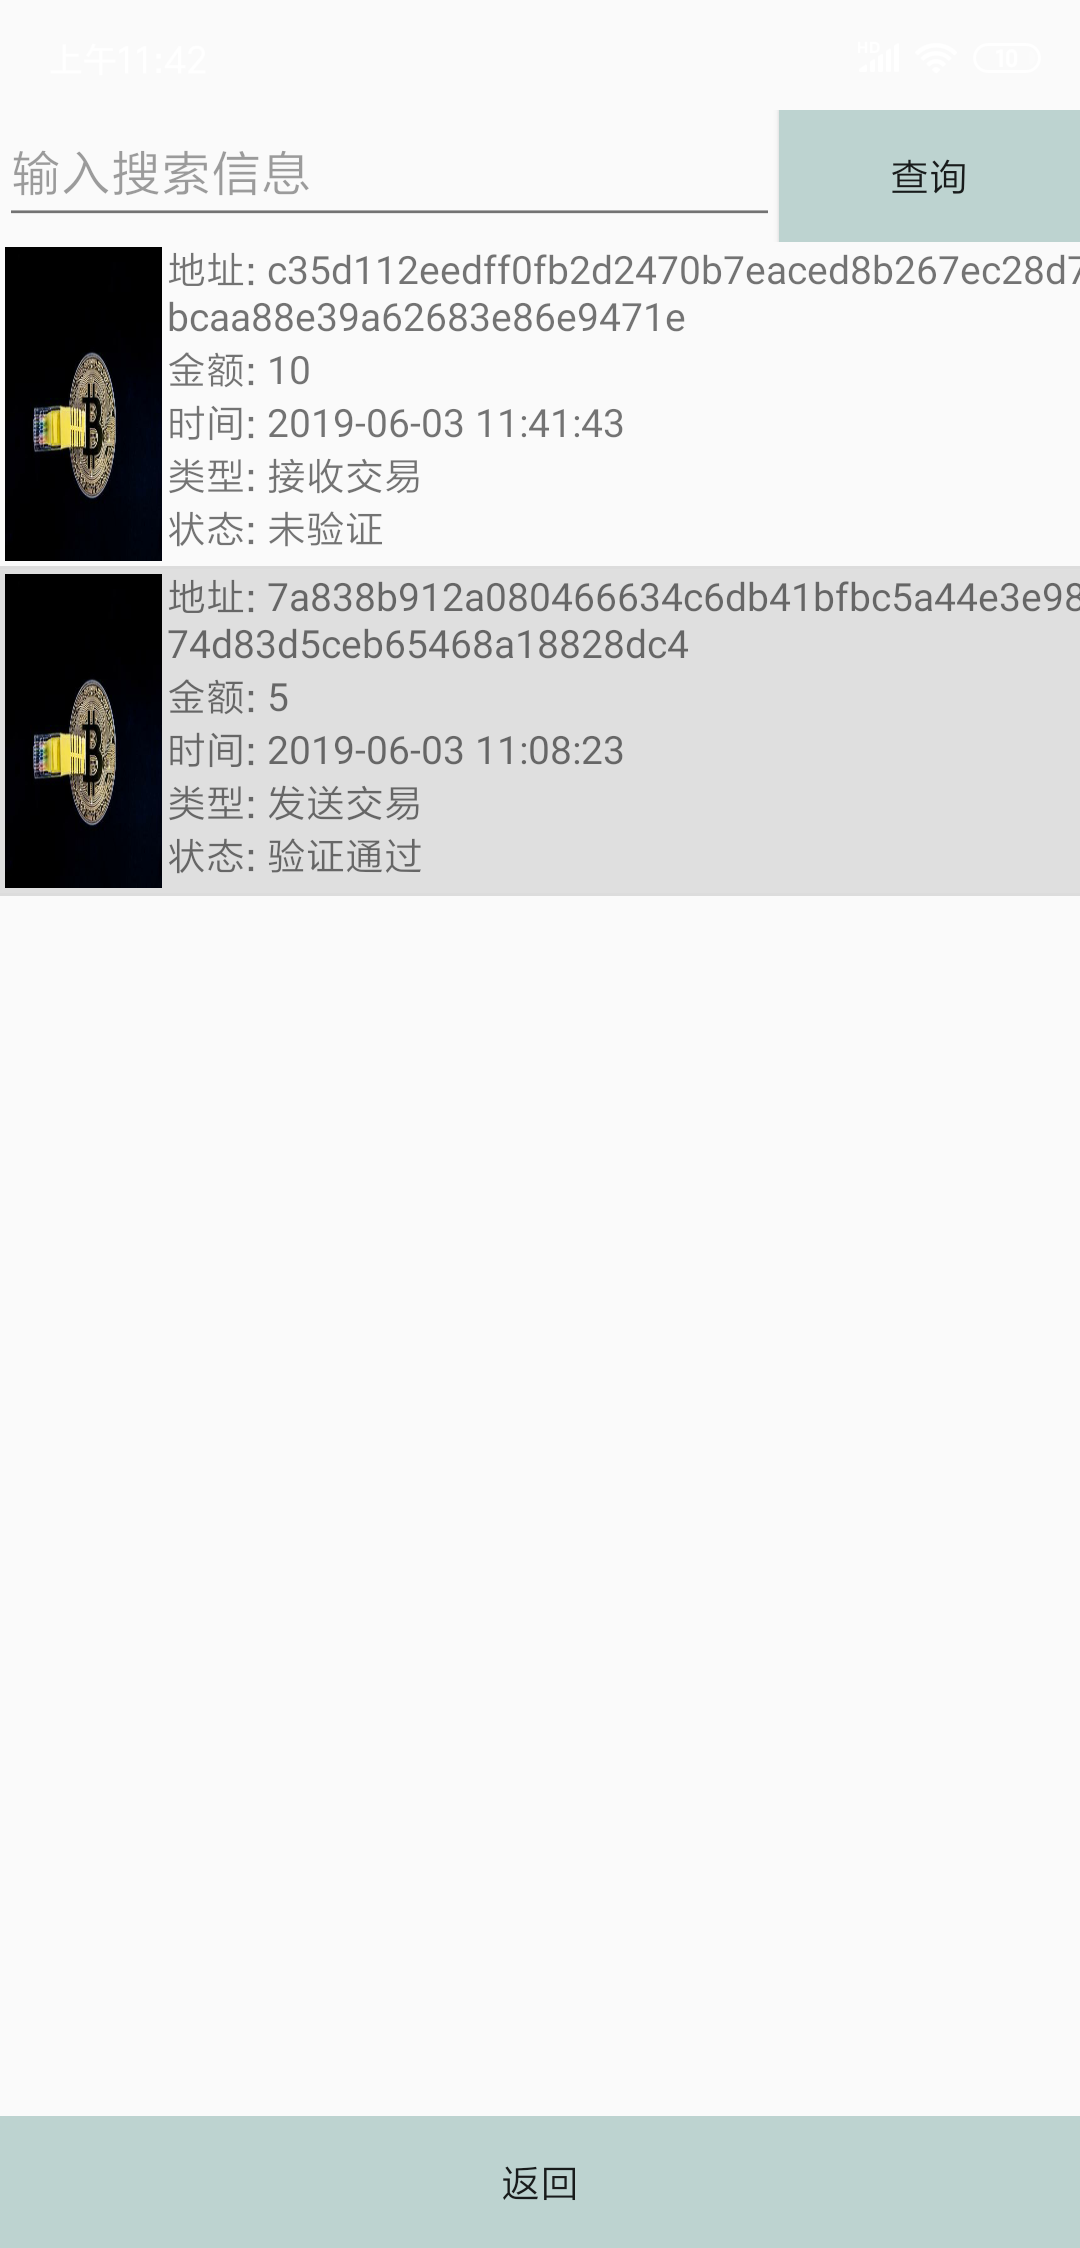 上午11:42
HD
10
输入搜索信息
查询
地址: c35d112eedff0fb2d2470b7eaced8b267ec28d7
bcaa88e39a62683e86e9471e
金额: 10
时间: 2019-06-03 11:41:43
类型: 接收交易
状态: 未验证
地址: 7a838b912a080466634c6db41bfbc5a44e3e98
74d83d5ceb65468a18828dc4
金额: 5
时间: 2019-06-03 11:08:23
类型: 发送交易
状态: 验证通过
返回